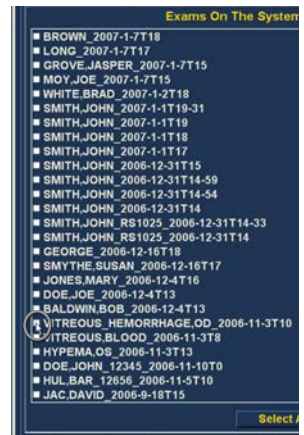 Exams On The System
BROWN_2007-1-7T18
LONG_2007-1-7T17
GROVE,JASPER_2007-1-7T15
MOY,JOE_2007-1-7T15
WHITE,BRAD_2007-1-2T18
SMITH,JOHN_2007-1-1T19-31
SMITH,JOHN_2007-1-1T19
SMITH,JOHN_2007-1-1T18
SMITH,JOHN_2007-1-1T17
SMITH,JOHN_2006-12-31T15
SMITH,JOHN_2006-12-31T14-59
SMITH,JOHN_2006-12-31T14-54
SMITH,JOHN_2006-12-31T14
SMITH,JOHN_RS1025_2006-12-31T14-33
SMITH,JOHN_RS1025_2006-12-31T14
GEORGE_2006-12-16T18
SMYTHE,SUSAN_2006-12-16T17
JONES,MARY_2006-12-4T16
DOE,JOE_2006-12-4T13
BALDWIN,BOB_2006-12-4T13
VITREOUS_HEMORRHAGE,OD_2006-11-3T10
VITREOUS,BLOOD_2006-11-3T8
HYPEMA,OS_2006-11-3T13
DOE,JOHN_12345_2006-11-10T0
HUL,BAR_12656_2006-11-5T10
JAC,DAVID_2006-9-18T15
Select A